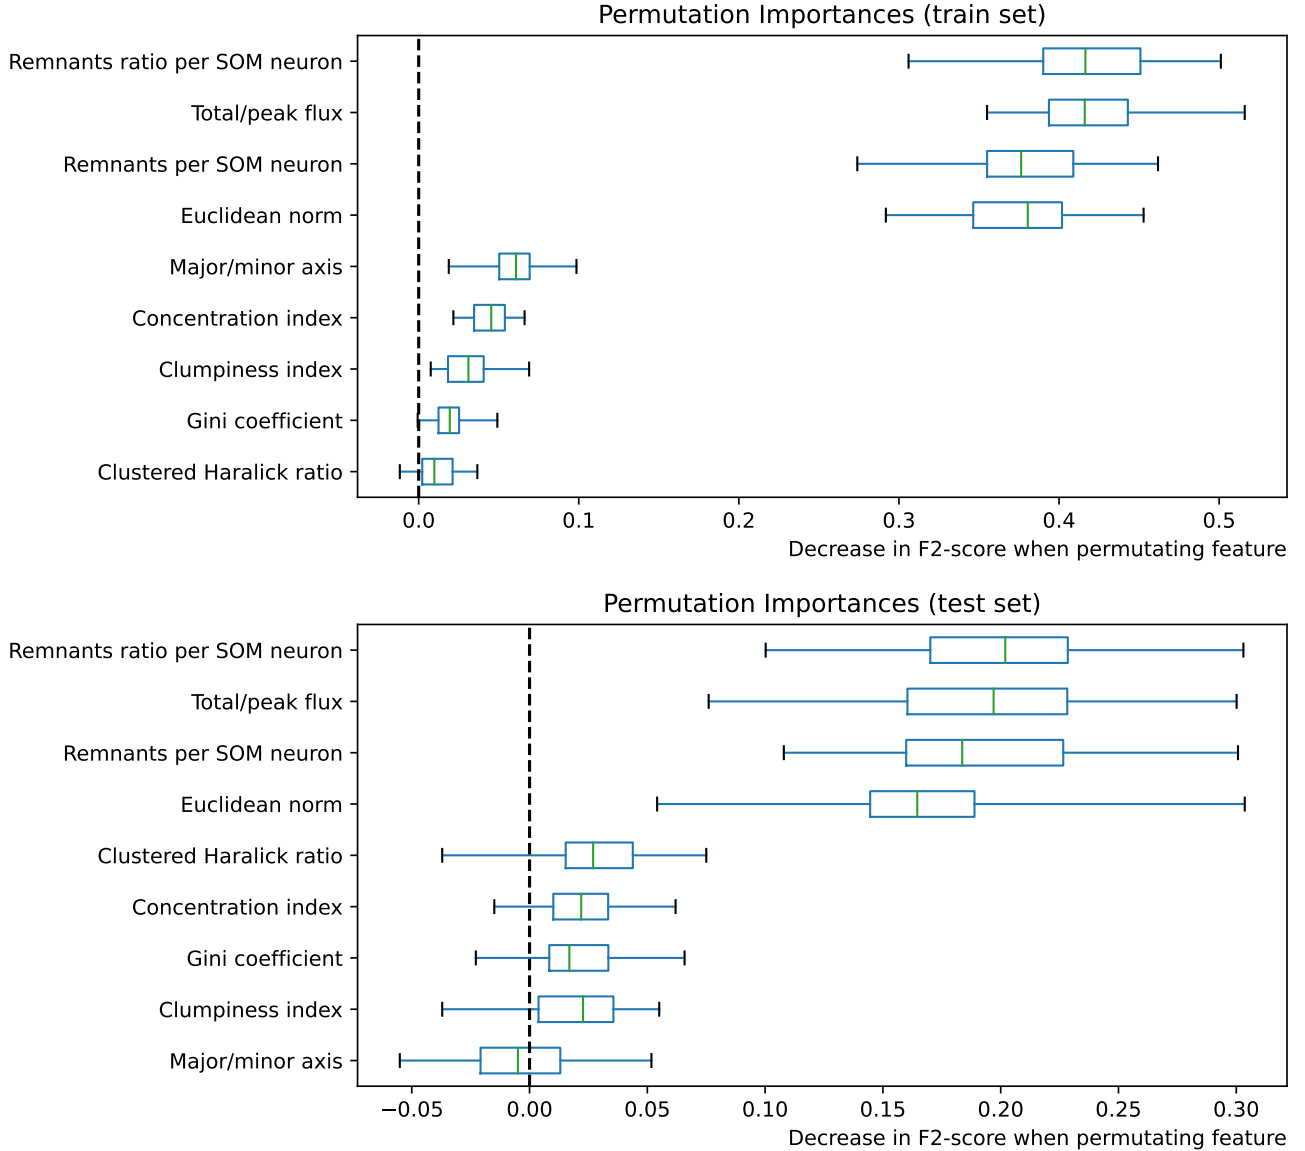 Permutation Importances (train set)
Remnants ratio per SOM neuron
Total/peak flux
Remnants per SOM neuron
Euclidean norm
Major/minor axis
Concentration index
Clumpiness index
Gini coefficient
Clustered Haralick ratio
0.0 0.1 0.2 0.3 0.4 0.5
Decrease in F2-score when permutating feature
Permutation Importances (test set)
Remnants ratio per SOM neuron
Total/peak flux
Remnants per SOM neuron
Euclidean norm
Clustered Haralick ratio
Concentration index
Gini coefficient
Clumpiness index
Major/minor axis
−0.05 0.00 0.05 0.10 0.15 0.20 0.25 0.30
Decrease in F2-score when permutating feature